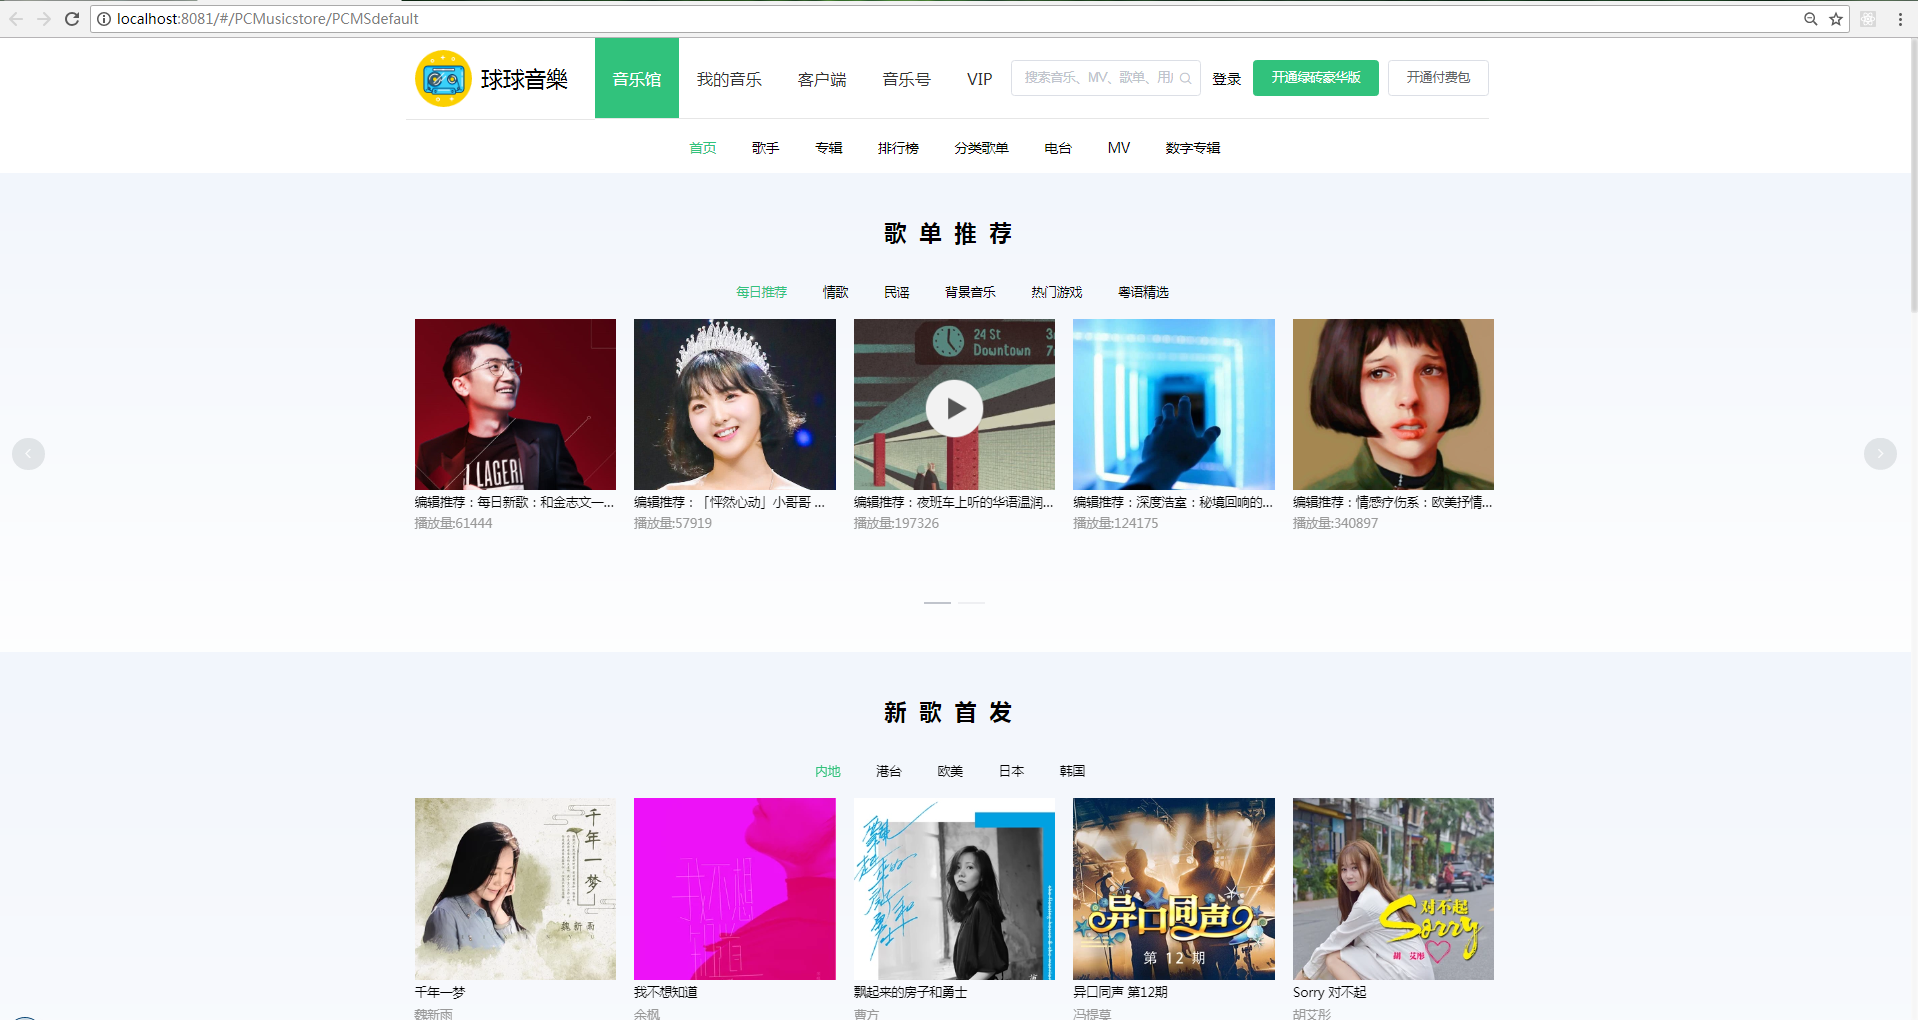 localhost:8081/#/PCMusicstore/PCMSdefault
球球音樂
音乐馆 我的音乐 客户端 音乐号 VIP 搜索音乐、MV、歌单、用 登录 开通绿砖豪华版 开通付费包
首页 歌手 专辑 排行榜 分类歌单 电台 MV 数字专辑
歌单推荐
每日推荐 情歌 民谣 背景音乐 热门游戏 粤语精选
LLAGERI
24 St
Downtown
编辑推荐：每日新歌：和金志文一... 编辑推荐：「怦然心动」小哥哥 ... 编辑推荐：夜班车上听的华语温润... 编辑推荐：深度浩室：秘境回响的... 编辑推荐：情感疗伤系：欧美抒情...
播放量:61444 播放量:57919 播放量:197326 播放量:124175 播放量:340897
新歌首发
内地 港台 欧美 日本 韩国
千年一梦
魏新雨
我不想知道
异口同声
第 12 期
对不起
Sorry
胡 艾彤
千年一梦 我不想知道 飘起来的房子和勇士 异口同声 第12期 Sorry 对不起
魏新雨 余枫 曹方 冯提莫 胡艾彤